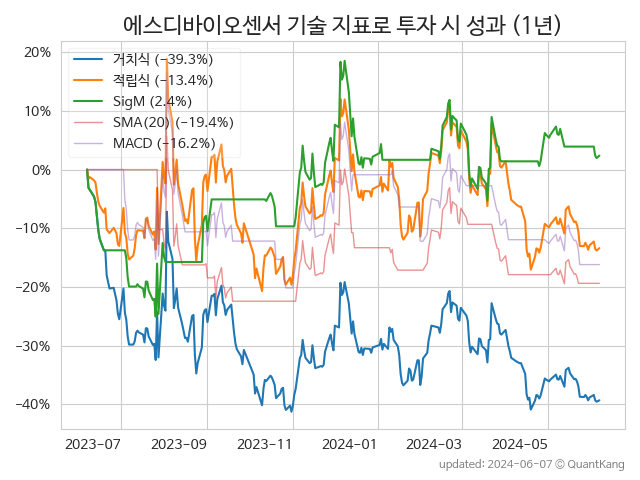 에스디바이오센서 기술 지표로 투자 시 성과 (1년)
거치식 (−39.3%)
적립식 (−13.4%)
SigM (2.4%)
SMA(20) (−19.4%)
MACD (−16.2%)
20%
10%
0%
−10%
−20%
−30%
−40%
2023−07 2023−09 2023−11 2024−01 2024−03 2024−05
updated: 2024−06−07 © QuantKang